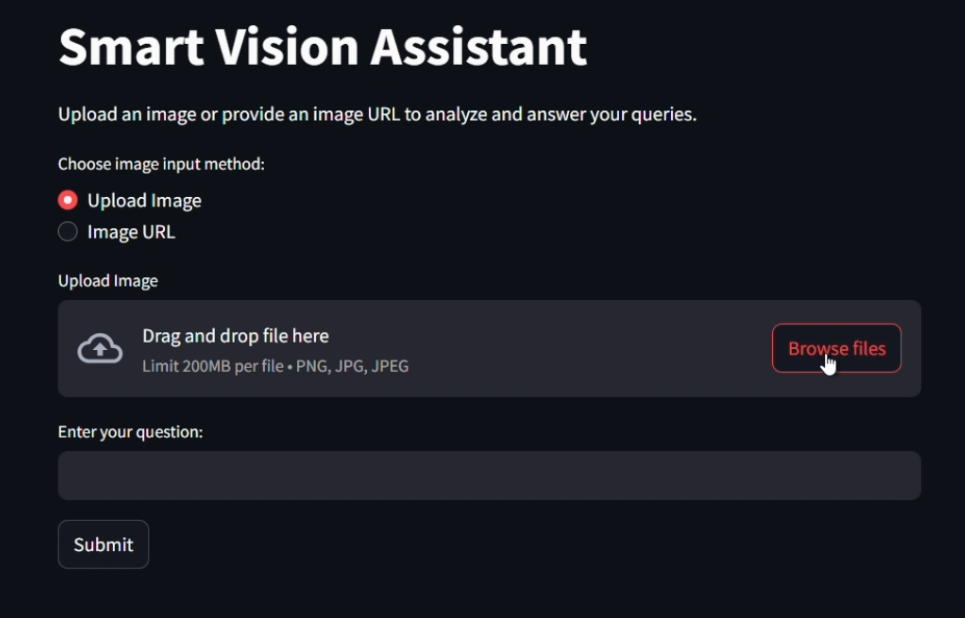 Smart Vision Assistant
Upload an image or provide an image URL to analyze and answer your queries.
Choose image input method:
Upload Image
Image URL
Upload Image
Drag and drop file here
Limit 200MB per file • PNG, JPG, JPEG
Browse files
Enter your question:
Submit